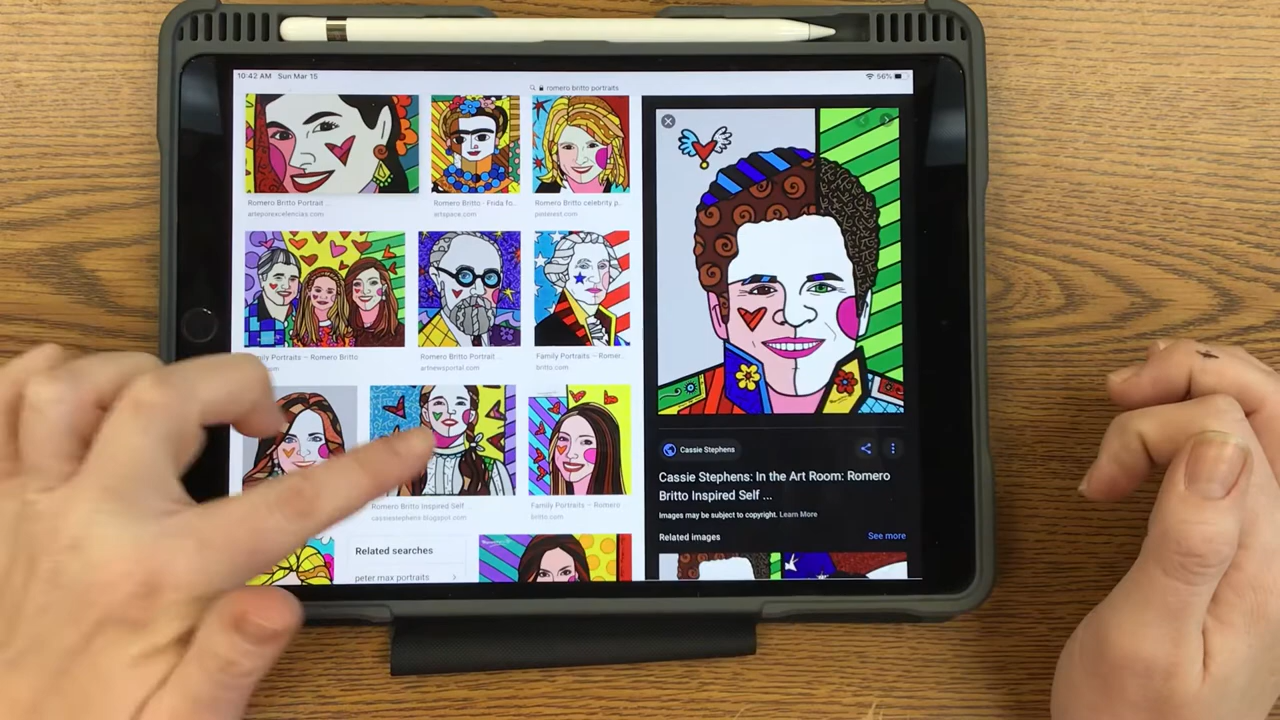 10:42 AM Sun Mar 15
56%
romero britto portraits
Romero Britto Portrait ...
arteporexcelencias.com
Romero Britto - Frida fo...
artspace.com
Romero Britto celebrity p...
pinterest.com
Family Portraits – Romero Britto
Romero Britto Portrait ...
artnewsportal.com
Family Portraits – Romer...
britto.com
Romero Britto Inspired Self ...
cassiestephens.blogspot.com
Family Portraits – Romero
britto.com
Related searches
peter max portraits
Cassie Stephens
Cassie Stephens: In the Art Room: Romero
Britto Inspired Self ...
Images may be subject to copyright. Learn More
Related images
See more